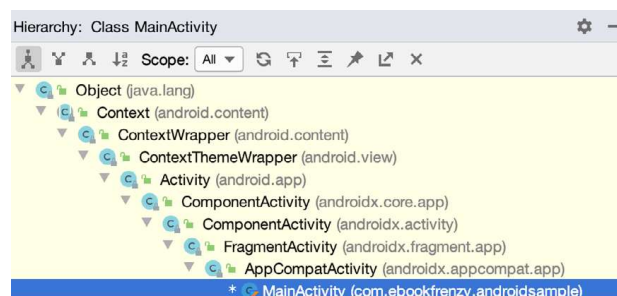 Hierarchy: Class MainActivity
Scope: All
Object (java.lang)
Context (android.content)
ContextWrapper (android.content)
ContextThemeWrapper (android.view)
Activity (android.app)
ComponentActivity (androidx.core.app)
ComponentActivity (androidx.activity)
FragmentActivity (androidx.fragment.app)
AppCompatActivity (androidx.appcompat.app)
* MainActivity (com.ebookfrenzy.androidsample)